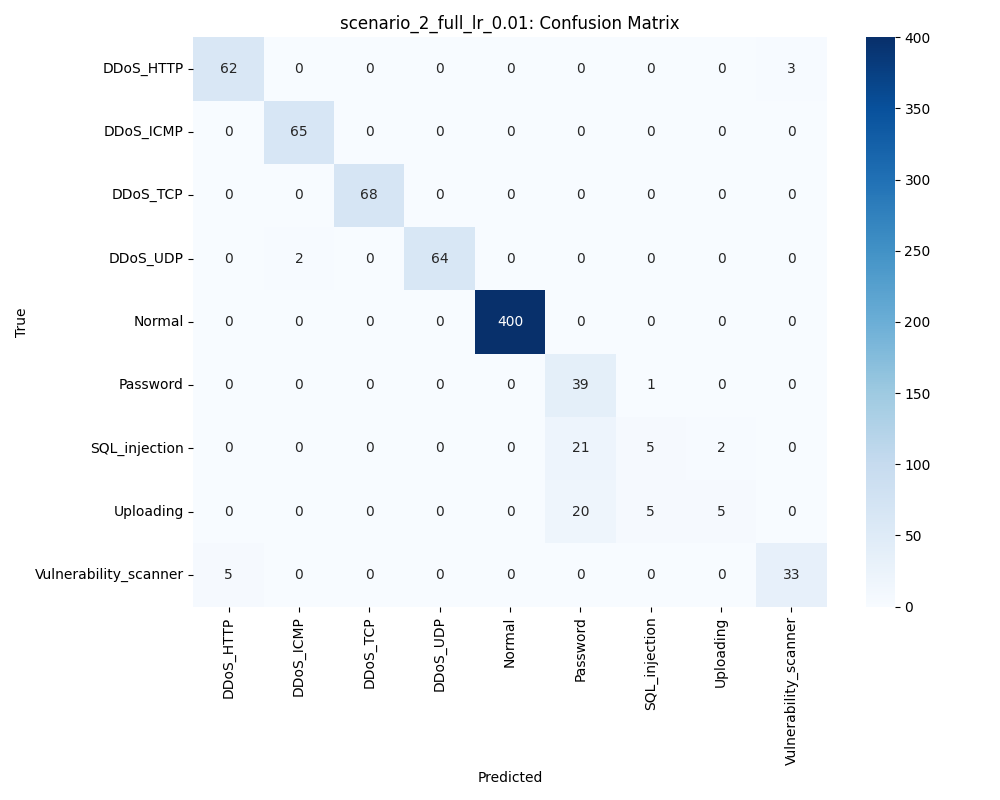 scenario_2_full_lr_0.01: Confusion Matrix
True
DDoS_HTTP 62 0 0 0 0 0 0 0 3
DDoS_ICMP 0 65 0 0 0 0 0 0 0
DDoS_TCP 0 0 68 0 0 0 0 0 0
DDoS_UDP 0 2 0 64 0 0 0 0 0
Normal 0 0 0 0 400 0 0 0 0
Password 0 0 0 0 0 39 1 0 0
SQL_injection 0 0 0 0 0 21 5 2 0
Uploading 0 0 0 0 0 20 5 5 0
Vulnerability_scanner 5 0 0 0 0 0 0 0 33
DDoS_HTTP
DDoS_ICMP
DDoS_TCP
DDoS_UDP
Normal
Password
SQL_injection
Uploading
Vulnerability_scanner
Predicted
400
350
300
250
200
150
100
50
0